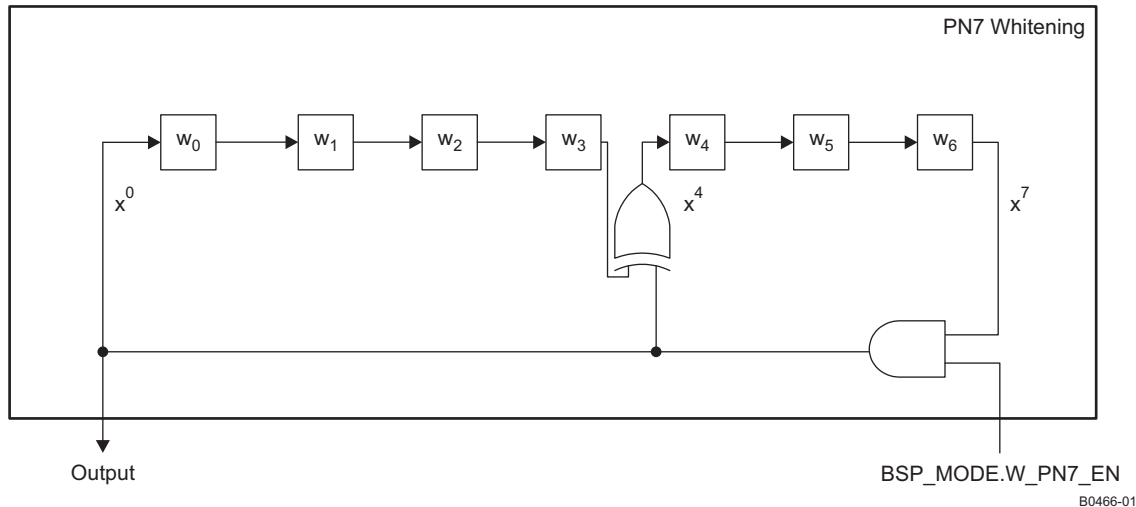 PN7 Whitening
w₀ w₁ w₂ w₃ w₄ w₅ w₆
x⁰ x⁴ x⁷
Output BSP_MODE.W_PN7_EN
B0466-01